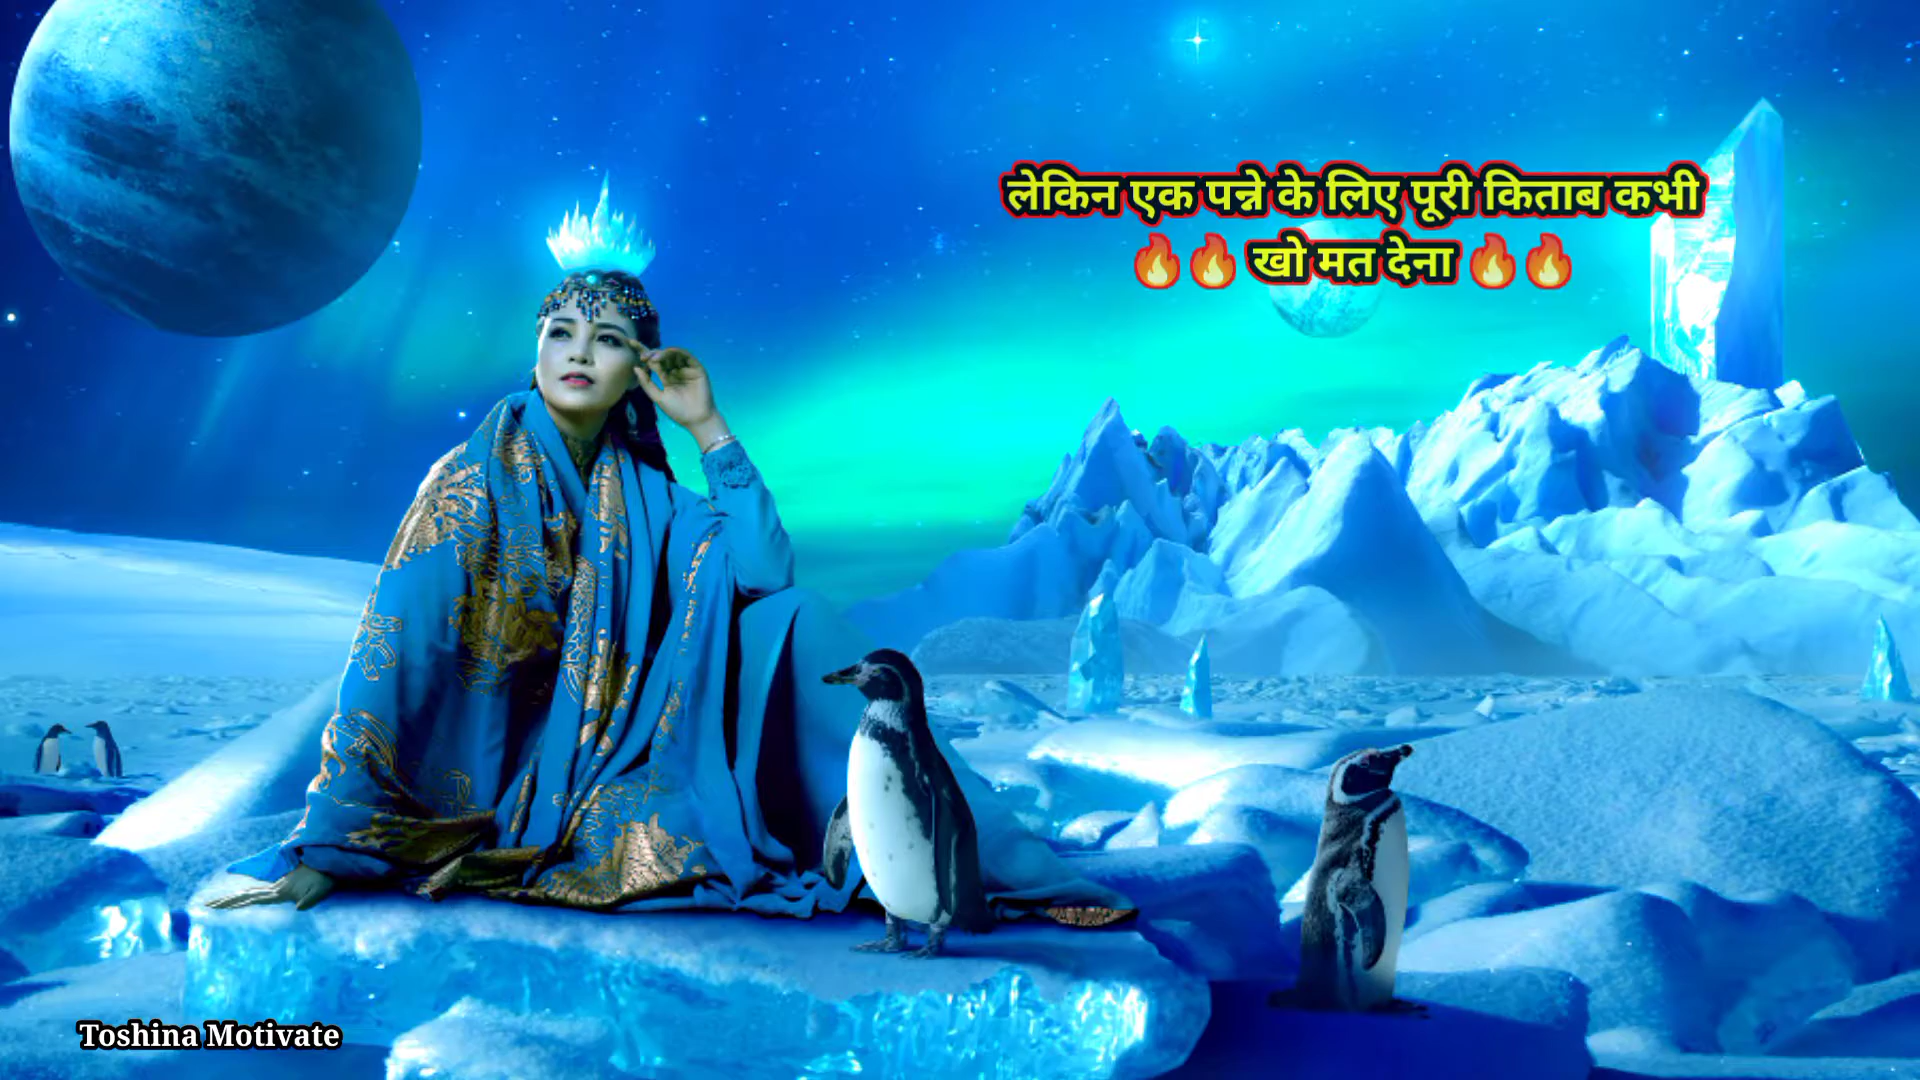 लेकिन एक पन्ने के लिए पूरी किताब कभी
🔥🔥 खो मत देना 🔥🔥
Toshina Motivate